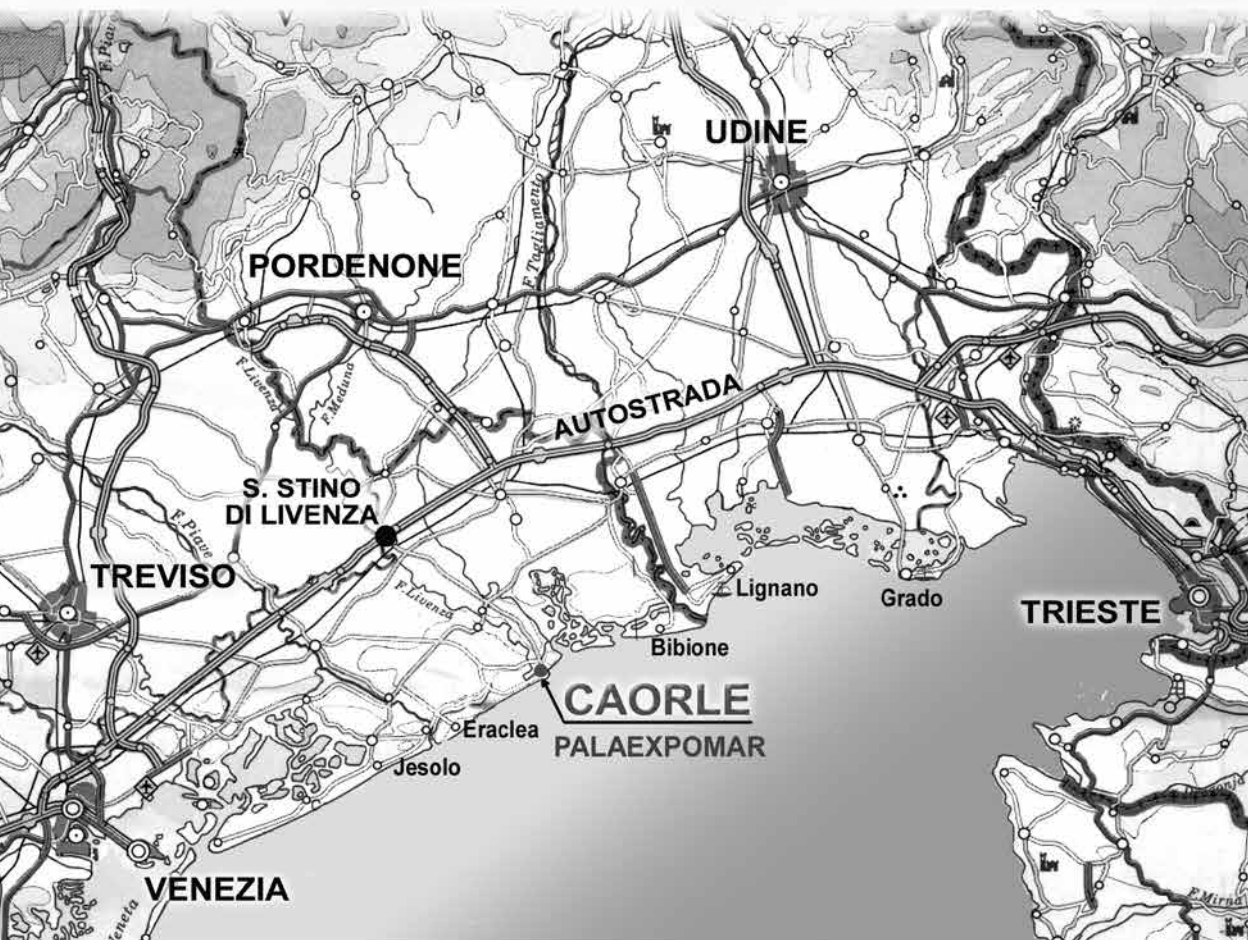 F. Piave
UDINE
F. Tagliamento
PORDENONE
F. Livenza
F. Meduna
AUTOSTRADA
S. STINO
DI LIVENZA
F. Piave
TREVISO
F. Livenza
Lignano
Grado
TRIESTE
Bibione
CAORLE
PALAEXPOMAR
Eraclea
Jesolo
VENEZIA
F. Mirna